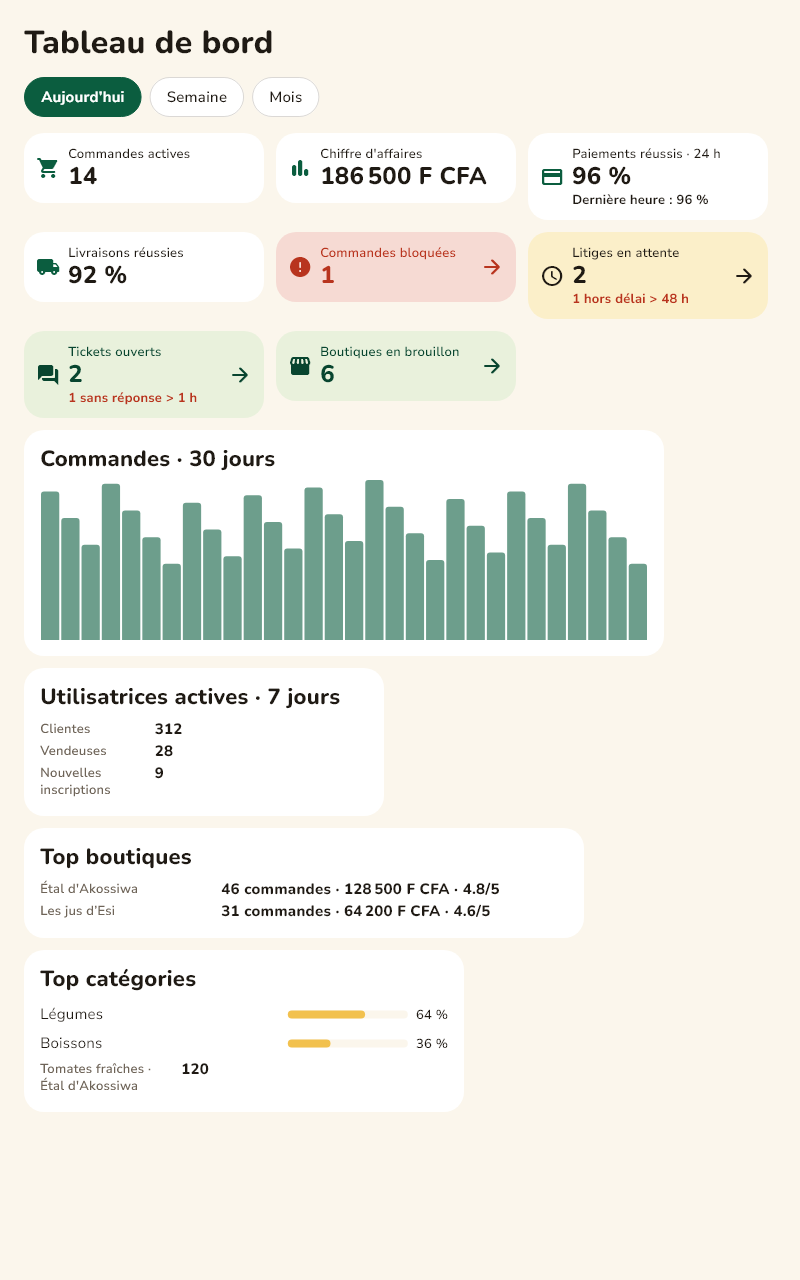 Tableau de bord
Aujourd'hui
Semaine
Mois
Commandes actives
14
Chiffre d'affaires
186 500 F CFA
Paiements réussis · 24 h
96 %
Dernière heure : 96 %
Livraisons réussies
92 %
Commandes bloquées
1
Litiges en attente
2
1 hors délai > 48 h
Tickets ouverts
2
1 sans réponse > 1 h
Boutiques en brouillon
6
Commandes · 30 jours
Utilisatrices actives · 7 jours
Clientes 312
Vendeuses 28
Nouvelles 9
inscriptions
Top boutiques
Étal d'Akossiwa 46 commandes · 128 500 F CFA · 4.8/5
Les jus d'Esi 31 commandes · 64 200 F CFA · 4.6/5
Top catégories
Légumes 64 %
Boissons 36 %
Tomates fraîches · 120
Étal d'Akossiwa